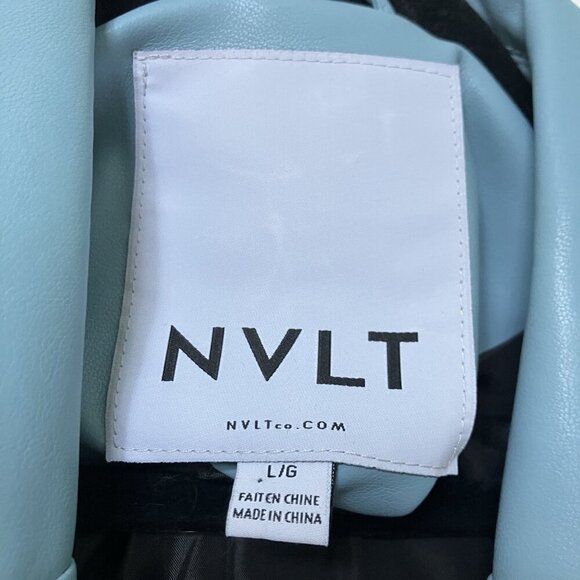 NVLT
NVLTco.COM
L/G
FAIT EN CHINE
MADE IN CHINA